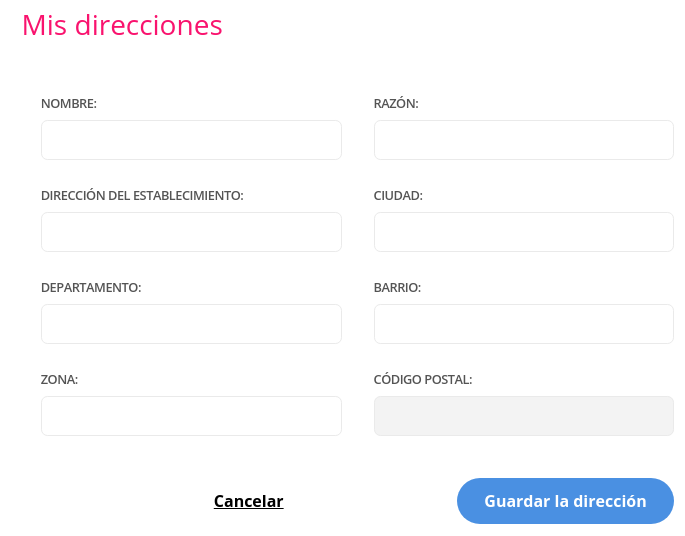 Mis direcciones
NOMBRE:
RAZÓN:
DIRECCIÓN DEL ESTABLECIMIENTO:
CIUDAD:
DEPARTAMENTO:
BARRIO:
ZONA:
CÓDIGO POSTAL:
Cancelar
Guardar la dirección